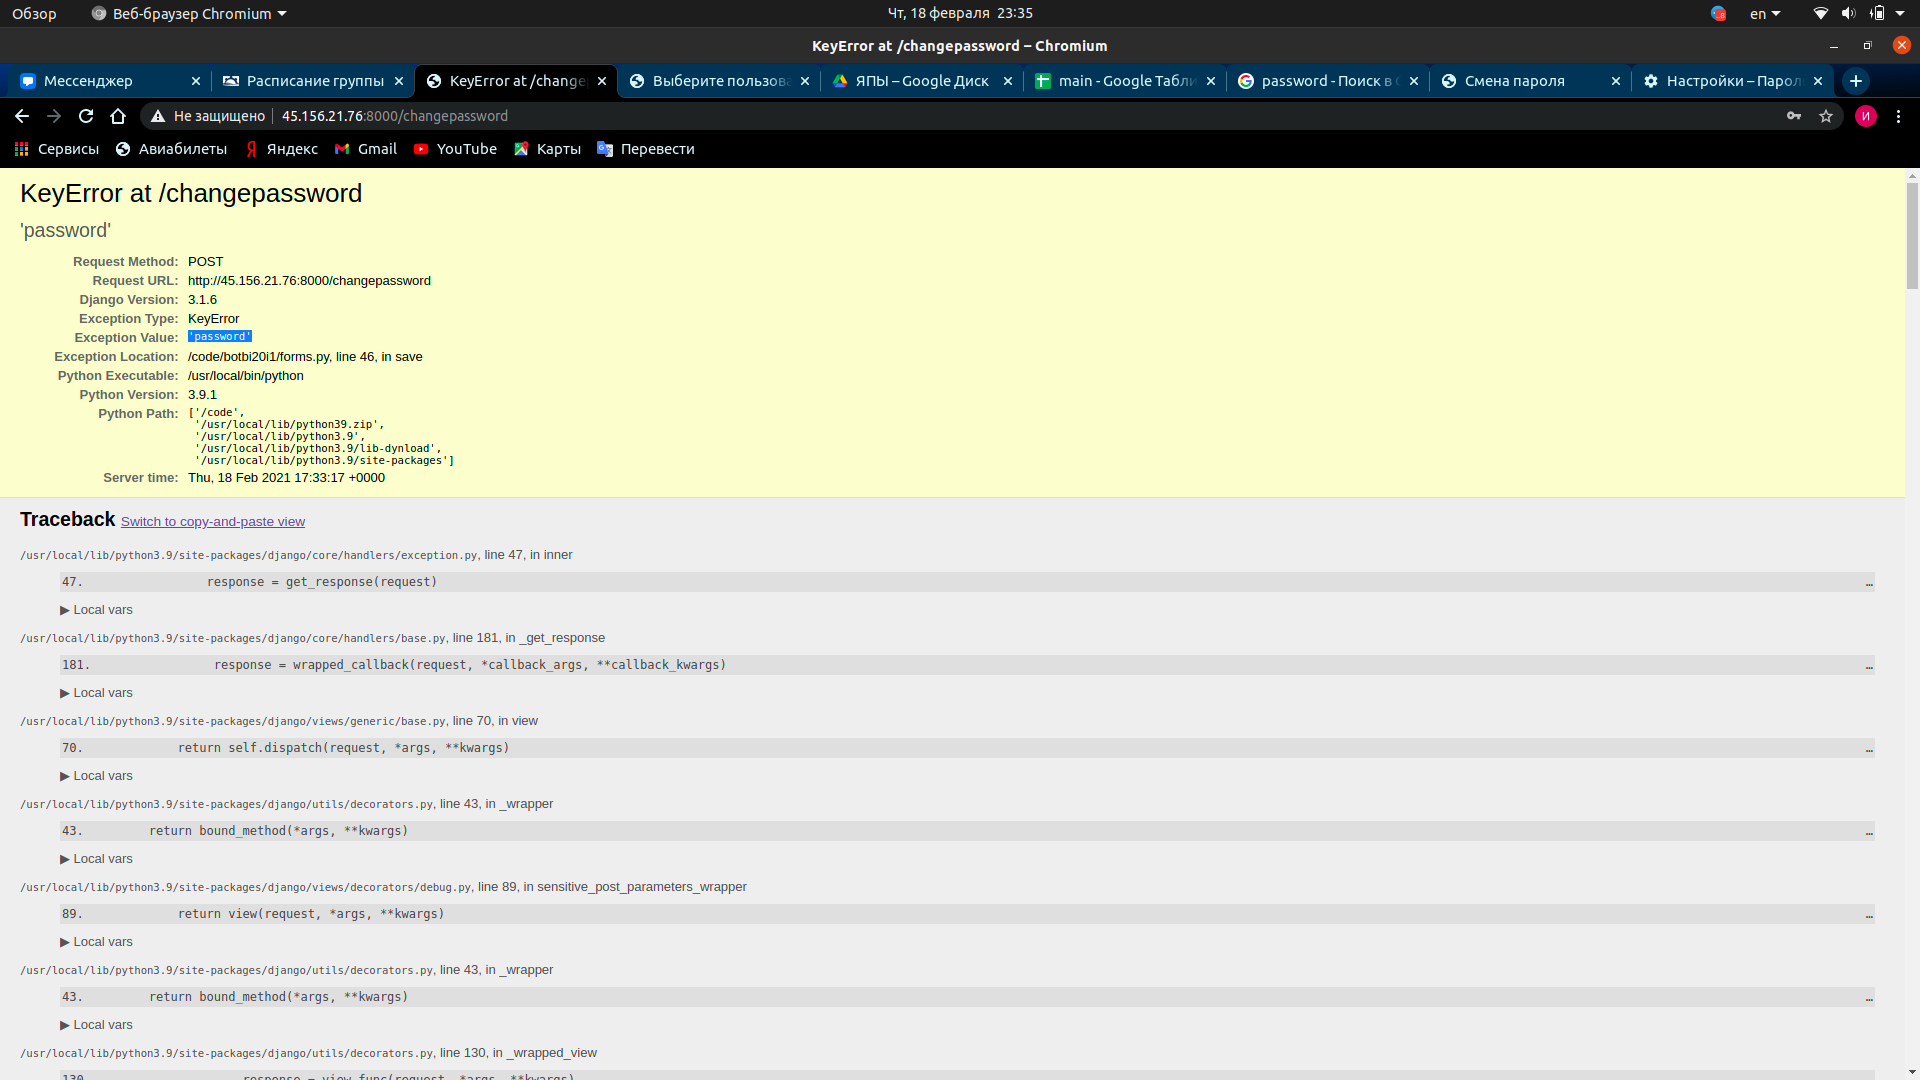 Обзор
Веб-браузер Chromium
Чт, 18 февраля 23:35
en
KeyError at /changepassword – Chromium
Мессенджер
Расписание группы
KeyError at /change
Выберите пользова
ЯПЫ – Google Диск
main - Google Табли
password - Поиск в
Смена пароля
Настройки – Парол
Не защищено
45.156.21.76:8000/changepassword
И
Сервисы
Авиабилеты
Яндекс
Gmail
YouTube
Карты
Перевести
KeyError at /changepassword
'password'
Request Method: POST
Request URL: http://45.156.21.76:8000/changepassword
Django Version: 3.1.6
Exception Type: KeyError
Exception Value: 'password'
Exception Location: /code/botbi20i1/forms.py, line 46, in save
Python Executable: /usr/local/bin/python
Python Version: 3.9.1
Python Path: ['/code',
'/usr/local/lib/python39.zip',
'/usr/local/lib/python3.9',
'/usr/local/lib/python3.9/lib-dynload',
'/usr/local/lib/python3.9/site-packages']
Server time: Thu, 18 Feb 2021 17:33:17 +0000
Traceback Switch to copy-and-paste view
/usr/local/lib/python3.9/site-packages/django/core/handlers/exception.py, line 47, in inner
47. response = get_response(request) …
▶ Local vars
/usr/local/lib/python3.9/site-packages/django/core/handlers/base.py, line 181, in _get_response
181. response = wrapped_callback(request, *callback_args, **callback_kwargs) …
▶ Local vars
/usr/local/lib/python3.9/site-packages/django/views/generic/base.py, line 70, in view
70. return self.dispatch(request, *args, **kwargs) …
▶ Local vars
/usr/local/lib/python3.9/site-packages/django/utils/decorators.py, line 43, in _wrapper
43. return bound_method(*args, **kwargs) …
▶ Local vars
/usr/local/lib/python3.9/site-packages/django/views/decorators/debug.py, line 89, in sensitive_post_parameters_wrapper
89. return view(request, *args, **kwargs) …
▶ Local vars
/usr/local/lib/python3.9/site-packages/django/utils/decorators.py, line 43, in _wrapper
43. return bound_method(*args, **kwargs) …
▶ Local vars
/usr/local/lib/python3.9/site-packages/django/utils/decorators.py, line 130, in _wrapped_view
130. response = view_func(request, *args, **kwargs)